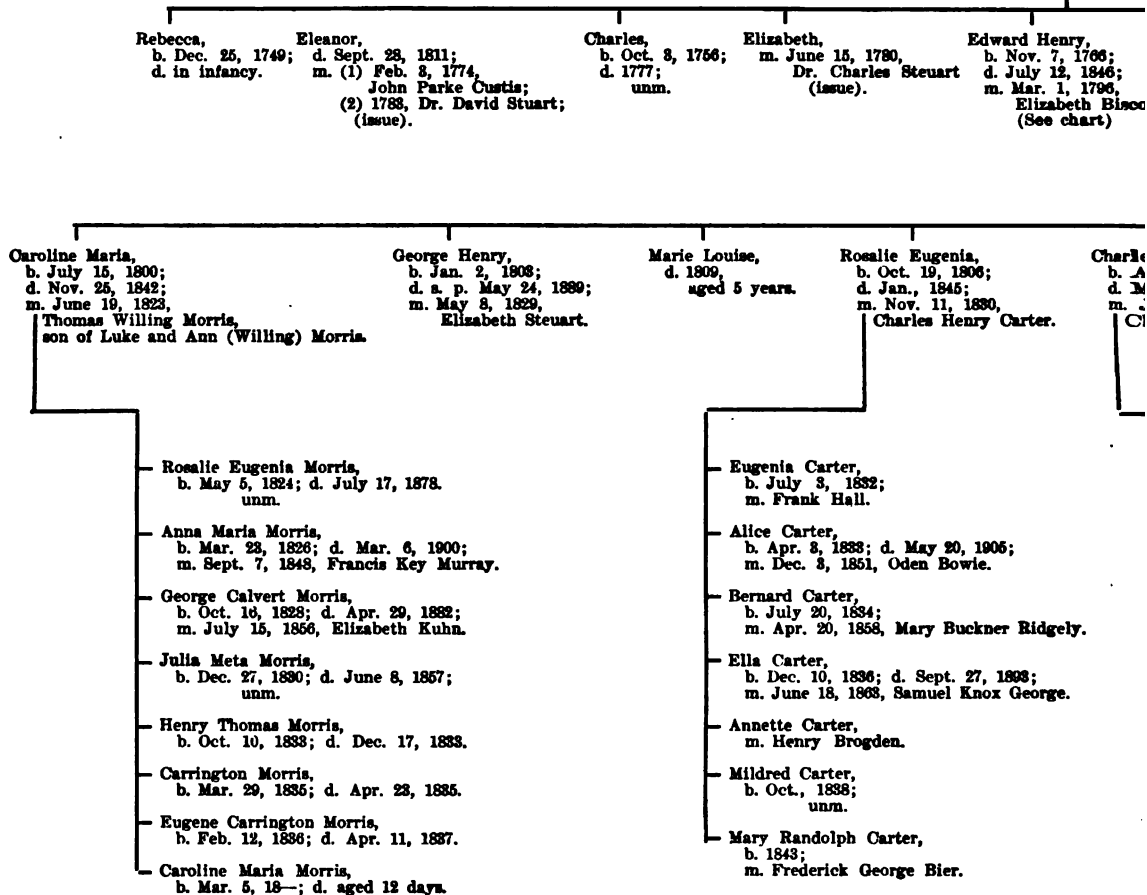 Rebecca,
b. Dec. 25, 1749;
d. in infancy.
Eleanor,
d. Sept. 28, 1811;
m. (1) Feb. 3, 1774,
John Parke Custis;
(2) 1783, Dr. David Stuart;
(issue).
Charles,
b. Oct. 3, 1756;
d. 1777;
unm.
Elizabeth,
m. June 15, 1780,
Dr. Charles Steuart
(issue).
Edward Henry,
b. Nov. 7, 1766;
d. July 12, 1846;
m. Mar. 1, 1796,
Elizabeth Bisco
(See chart)
Caroline Maria,
b. July 15, 1800;
d. Nov. 25, 1842;
m. June 19, 1823,
Thomas Willing Morris,
son of Luke and Ann (Willing) Morris.
George Henry,
b. Jan. 2, 1803;
d. s. p. May 24, 1889;
m. May 8, 1829,
Elisabeth Steuart.
Marie Louise,
d. 1809,
aged 5 years.
Rosalie Eugenia,
b. Oct. 19, 1806;
d. Jan., 1845;
m. Nov. 11, 1830,
Charles Henry Carter.
Charle
b. A
d. M
m. J
Cl
Rosalie Eugenia Morris,
b. May 5, 1824; d. July 17, 1878.
unm.
Anna Maria Morris,
b. Mar. 23, 1826; d. Mar. 6, 1900;
m. Sept. 7, 1848, Francis Key Murray.
George Calvert Morris,
b. Oct. 16, 1828; d. Apr. 29, 1882;
m. July 15, 1856, Elizabeth Kuhn.
Julia Meta Morris,
b. Dec. 27, 1830; d. June 8, 1857;
unm.
Henry Thomas Morris,
b. Oct. 10, 1833; d. Dec. 17, 1833.
Carrington Morris,
b. Mar. 29, 1835; d. Apr. 23, 1835.
Eugene Carrington Morris,
b. Feb. 12, 1836; d. Apr. 11, 1837.
Caroline Maria Morris,
b. Mar. 5, 18—; d. aged 12 days.
Eugenia Carter,
b. July 3, 1832;
m. Frank Hall.
Alice Carter,
b. Apr. 3, 1833; d. May 20, 1905;
m. Dec. 3, 1851, Oden Bowie.
Bernard Carter,
b. July 20, 1834;
m. Apr. 20, 1858, Mary Buckner Ridgely.
Ella Carter,
b. Dec. 10, 1836; d. Sept. 27, 1893;
m. June 18, 1863, Samuel Knox George.
Annette Carter,
m. Henry Brogden.
Mildred Carter,
b. Oct., 1838;
unm.
Mary Randolph Carter,
b. 1843;
m. Frederick George Bier.